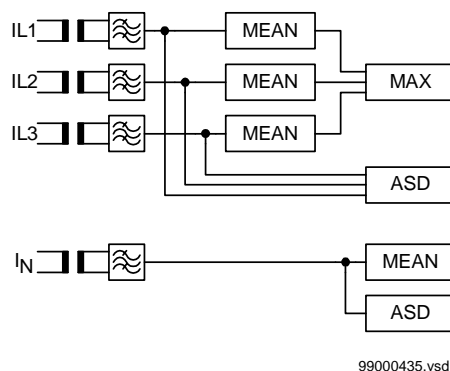 IL1
MEAN
IL2
MEAN
MAX
IL3
MEAN
ASD
IN
MEAN
ASD
99000435.vsd